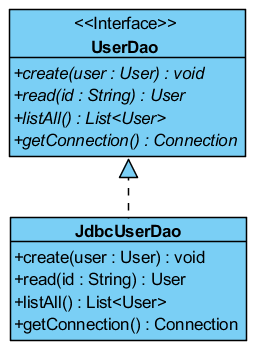 <<Interface>>
UserDao
+create(user : User) : void
+read(id : String) : User
+listAll() : List<User>
+getConnection() : Connection
JdbcUserDao
+create(user : User) : void
+read(id : String) : User
+listAll() : List<User>
+getConnection() : Connection